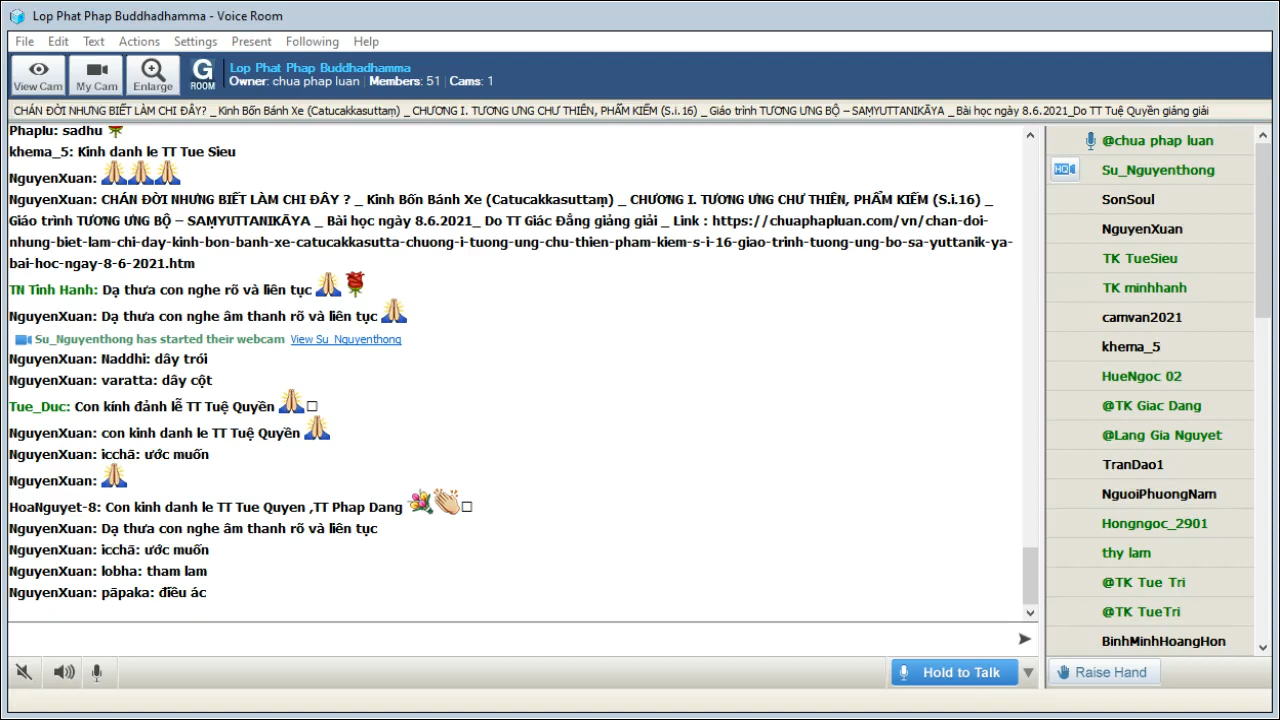 Lop Phat Phap Buddhadhamma - Voice Room
File Edit Text Actions Settings Present Following Help
View Cam My Cam Enlarge G ROOM
Lop Phat Phap Buddhadhamma
Owner: chua phap luan | Members: 51 | Cams: 1
CHÁN ĐỜI NHƯNG BIẾT LÀM CHI ĐÂY? _ Kinh Bốn Bánh Xe (Catucakkasuttaṃ) _ CHƯƠNG I. TƯƠNG ƯNG CHƯ THIÊN, PHẨM KIẾM (S.i.16) _ Giáo trình TƯƠNG ƯNG BỘ – SAṂYUTTANIKĀYA _ Bài học ngày 8.6.2021_Do TT Tuệ Quyền giảng giải
Phaplu: sadhu
khema_5: Kinh danh le TT Tue Sieu
NguyenXuan:
NguyenXuan: CHÁN ĐỜI NHƯNG BIẾT LÀM CHI ĐÂY ? _ Kinh Bốn Bánh Xe (Catucakkasuttaṃ) _ CHƯƠNG I. TƯƠNG ƯNG CHƯ THIÊN, PHẨM KIẾM (S.i.16) _
Giáo trình TƯƠNG ƯNG BỘ – SAṂYUTTANIKĀYA _ Bài học ngày 8.6.2021_ Do TT Giác Đẳng giảng giải _ Link : https://chuaphapluan.com/vn/chan-doi-
nhung-biet-lam-chi-day-kinh-bon-banh-xe-catucakkasutta-chuong-i-tuong-ung-chu-thien-pham-kiem-s-i-16-giao-trinh-tuong-ung-bo-sa-yuttanik-ya-
bai-hoc-ngay-8-6-2021.htm
TN Tinh Hanh: Dạ thưa con nghe rõ và liên tục
NguyenXuan: Dạ thưa con nghe âm thanh rõ và liên tục
Su_Nguyenthong has started their webcam View Su_Nguyenthong
NguyenXuan: Naddhi: dây trói
NguyenXuan: varatta: dây cột
Tue_Duc: Con kính đảnh lễ TT Tuệ Quyền
NguyenXuan: con kinh danh le TT Tuệ Quyền
NguyenXuan: icchā: ước muốn
NguyenXuan:
HoaNguyet-8: Con kinh danh le TT Tue Quyen ,TT Phap Dang
NguyenXuan: Dạ thưa con nghe âm thanh rõ và liên tục
NguyenXuan: icchā: ước muốn
NguyenXuan: lobha: tham lam
NguyenXuan: pāpaka: điều ác
@chua phap luan
HQ Su_Nguyenthong
SonSoul
NguyenXuan
TK TueSieu
TK minhhanh
camvan2021
khema_5
HueNgoc 02
@TK Giac Dang
@Lang Gia Nguyet
TranDao1
NguoiPhuongNam
Hongngoc_2901
thy lam
@TK Tue Tri
@TK TueTri
BinhMinhHoangHon
Hold to Talk
Raise Hand